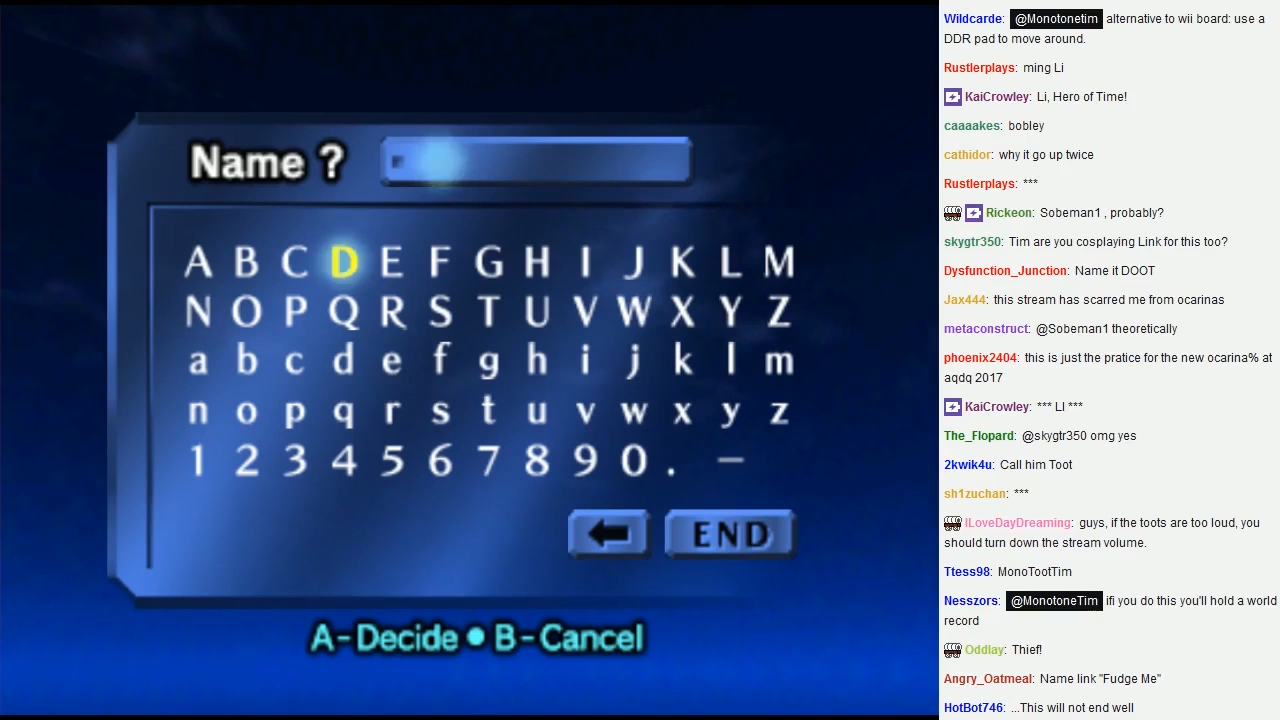 Name ?
A B C D E F G H I J K L M
N O P Q R S T U V W X Y Z
a b c d e f g h i j k l m
n o p q r s t u v w x y z
1 2 3 4 5 6 7 8 9 0 . –
END
A-Decide • B-Cancel
Wildcarde: @Monotonetim alternative to wii board: use a
DDR pad to move around.
Rustlerplays: ming Li
KaiCrowley: Li, Hero of Time!
caaaakes: bobley
cathidor: why it go up twice
Rustlerplays: ***
Rickeon: Sobeman1 , probably?
skygtr350: Tim are you cosplaying Link for this too?
Dysfunction_Junction: Name it DOOT
Jax444: this stream has scarred me from ocarinas
metaconstruct: @Sobeman1 theoretically
phoenix2404: this is just the pratice for the new ocarina% at
aqdq 2017
KaiCrowley: *** LI ***
The_Flopard: @skygtr350 omg yes
2kwik4u: Call him Toot
sh1zuchan: ***
ILoveDayDreaming: guys, if the toots are too loud, you
should turn down the stream volume.
Ttess98: MonoTootTim
Nesszors: @MonotoneTim ifi you do this you'll hold a world
record
Oddlay: Thief!
Angry_Oatmeal: Name link "Fudge Me"
HotBot746: ...This will not end well